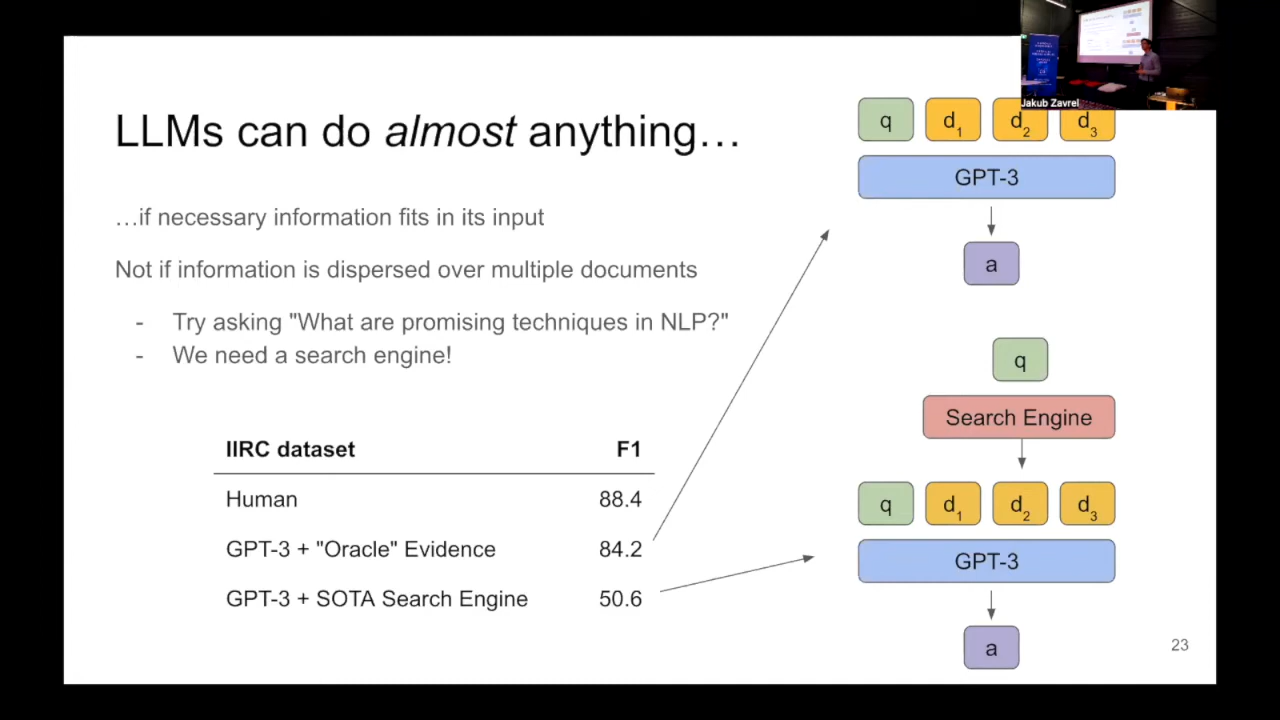 Jakub Zavrel
LLMs can do almost anything…
…if necessary information fits in its input
Not if information is dispersed over multiple documents
- Try asking "What are promising techniques in NLP?"
- We need a search engine!
IIRC dataset F1
Human 88.4
GPT-3 + "Oracle" Evidence 84.2
GPT-3 + SOTA Search Engine 50.6
q d1 d2 d3
GPT-3
a
q
Search Engine
q d1 d2 d3
GPT-3
a
23